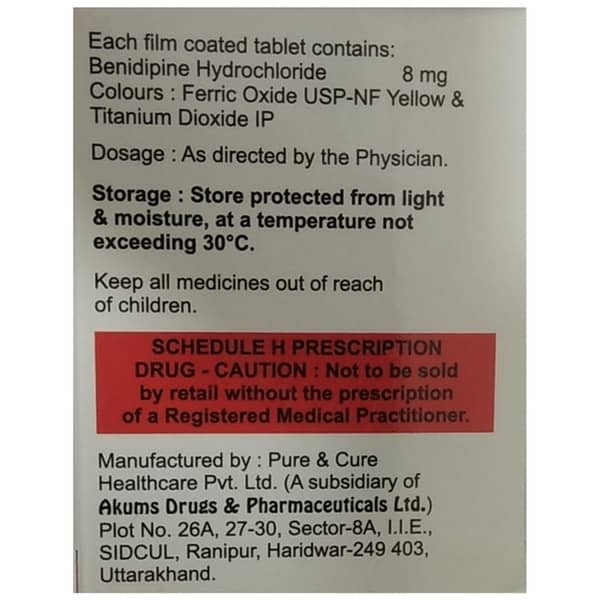 Each film coated tablet contains:
Benidipine Hydrochloride 8 mg
Colours : Ferric Oxide USP-NF Yellow &
Titanium Dioxide IP
Dosage : As directed by the Physician.
Storage : Store protected from light
& moisture, at a temperature not
exceeding 30°C.
Keep all medicines out of reach
of children.
SCHEDULE H PRESCRIPTION
DRUG - CAUTION : Not to be sold
by retail without the prescription
of a Registered Medical Practitioner.
Manufactured by : Pure & Cure
Healthcare Pvt. Ltd. (A subsidiary of
Akums Drugs & Pharmaceuticals Ltd.)
Plot No. 26A, 27-30, Sector-8A, I.I.E.,
SIDCUL, Ranipur, Haridwar-249 403,
Uttarakhand.